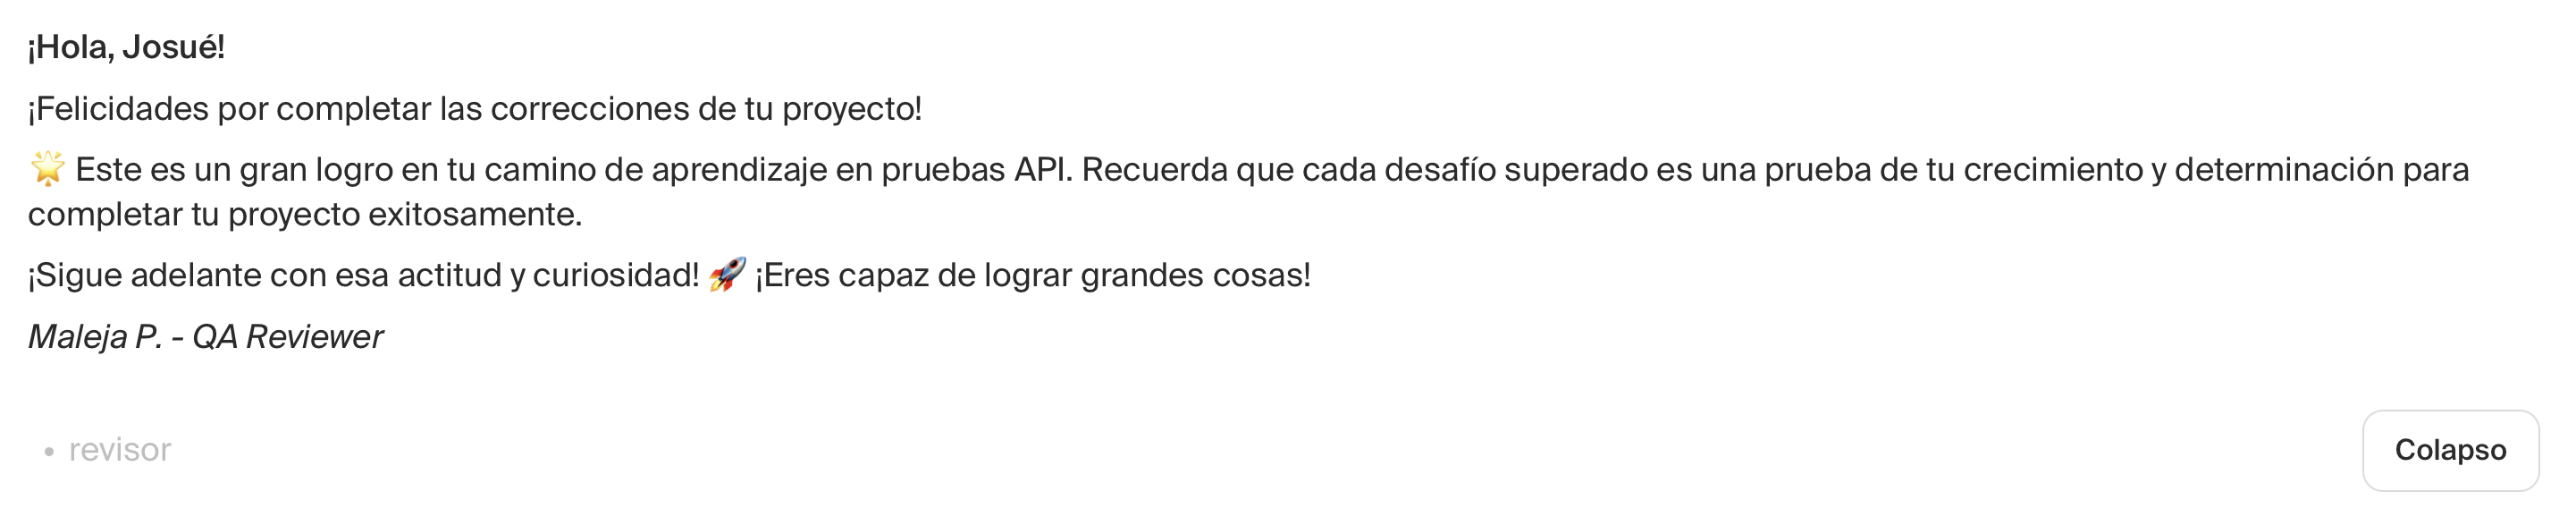 ¡Hola, Josué!
¡Felicidades por completar las correcciones de tu proyecto!
🌟 Este es un gran logro en tu camino de aprendizaje en pruebas API. Recuerda que cada desafío superado es una prueba de tu crecimiento y determinación para
completar tu proyecto exitosamente.
¡Sigue adelante con esa actitud y curiosidad! 🚀 ¡Eres capaz de lograr grandes cosas!
Maleja P. - QA Reviewer
• revisor
Colapso